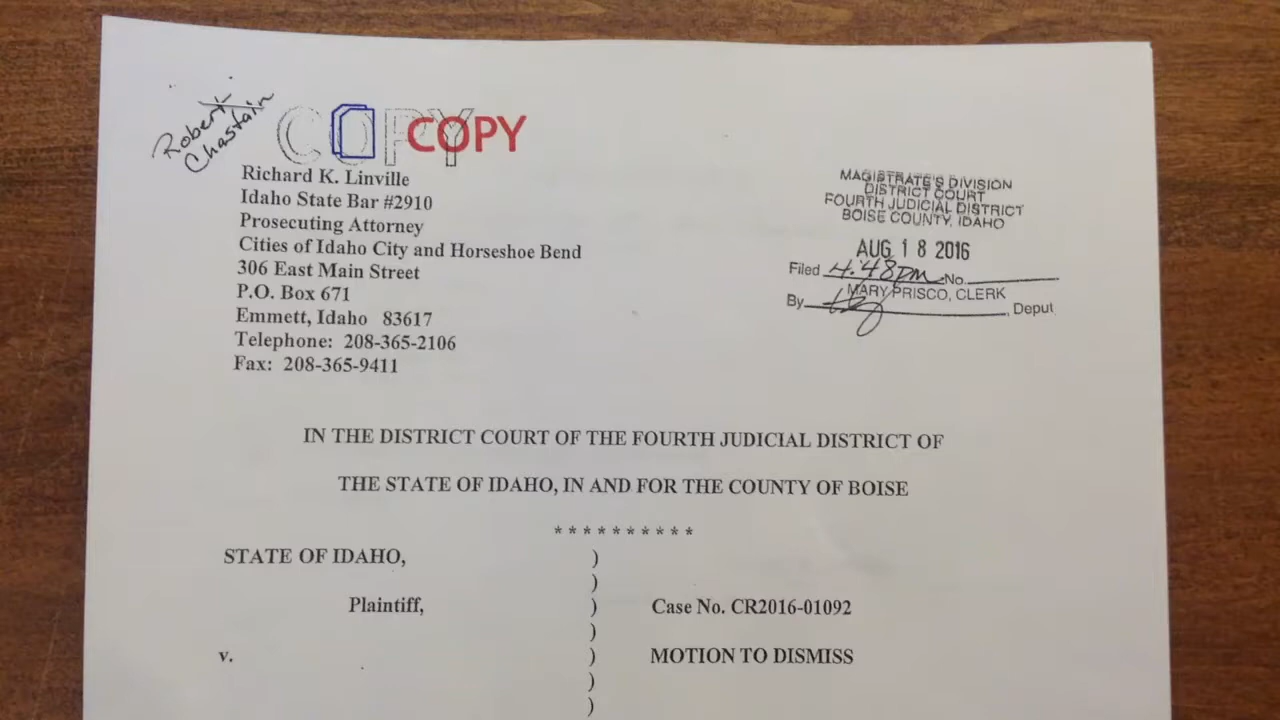 Robert
Chastain
COPY COPY
Richard K. Linville
Idaho State Bar #2910
Prosecuting Attorney
Cities of Idaho City and Horseshoe Bend
306 East Main Street
P.O. Box 671
Emmett, Idaho 83617
Telephone: 208-365-2106
Fax: 208-365-9411
MAGISTRATE'S DIVISION
DISTRICT COURT
FOURTH JUDICIAL DISTRICT
BOISE COUNTY, IDAHO
AUG 18 2016
Filed 4:48pm No.
MARY PRISCO, CLERK
By , Deput
IN THE DISTRICT COURT OF THE FOURTH JUDICIAL DISTRICT OF
THE STATE OF IDAHO, IN AND FOR THE COUNTY OF BOISE
* * * * * * * * * *
STATE OF IDAHO, )
)
Plaintiff, ) Case No. CR2016-01092
)
v. ) MOTION TO DISMISS
)
)